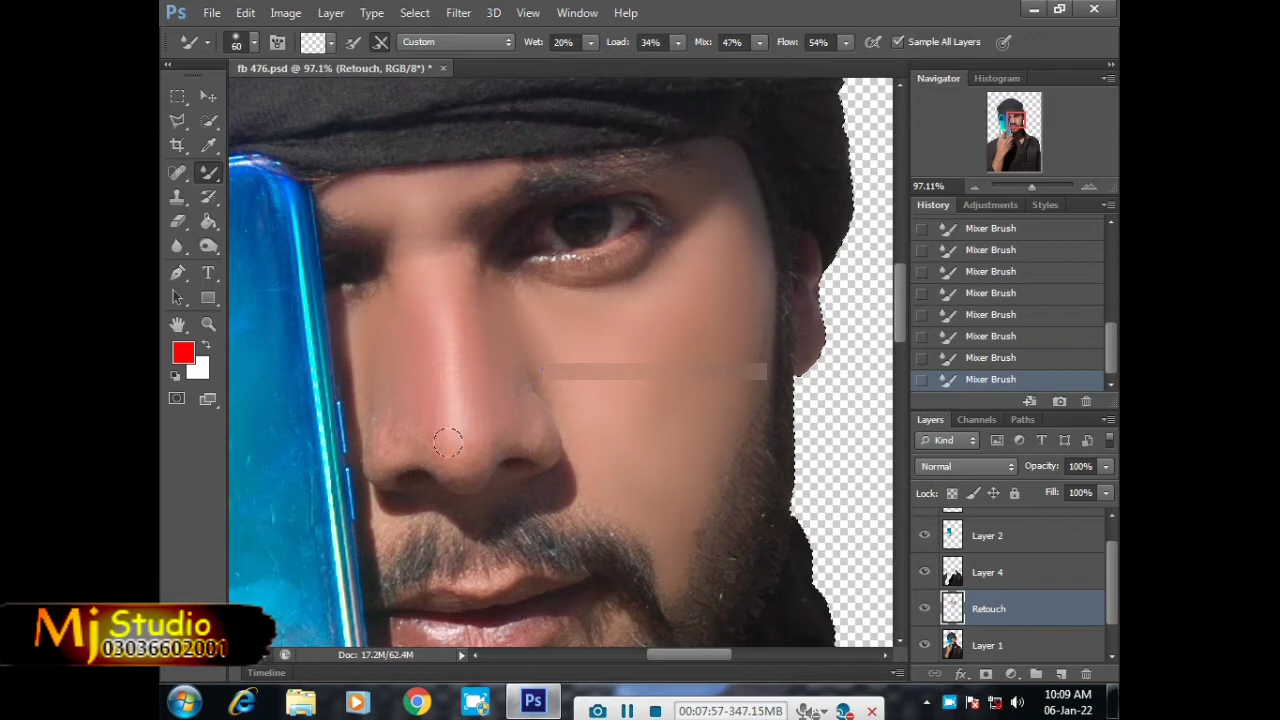 Ps File Edit Image Layer Type Select Filter 3D View Window Help
60 Custom Wet: 20% Load: 34% Mix: 47% Flow: 54% Sample All Layers
fb 476.psd @ 97.1% (Retouch, RGB/8*) * ×
Navigator Histogram
97.11%
History Adjustments Styles
Mixer Brush
Mixer Brush
Mixer Brush
Mixer Brush
Mixer Brush
Mixer Brush
Mixer Brush
Mixer Brush
Layers Channels Paths
Kind
Normal Opacity: 100%
Lock: Fill: 100%
Layer 2
Layer 4
Retouch
Layer 1
Mj Studio
03036602001
Doc: 17.2M/62.4M
Timeline
Ps
00:07:57-347.15MB
10:09 AM
06-Jan-22